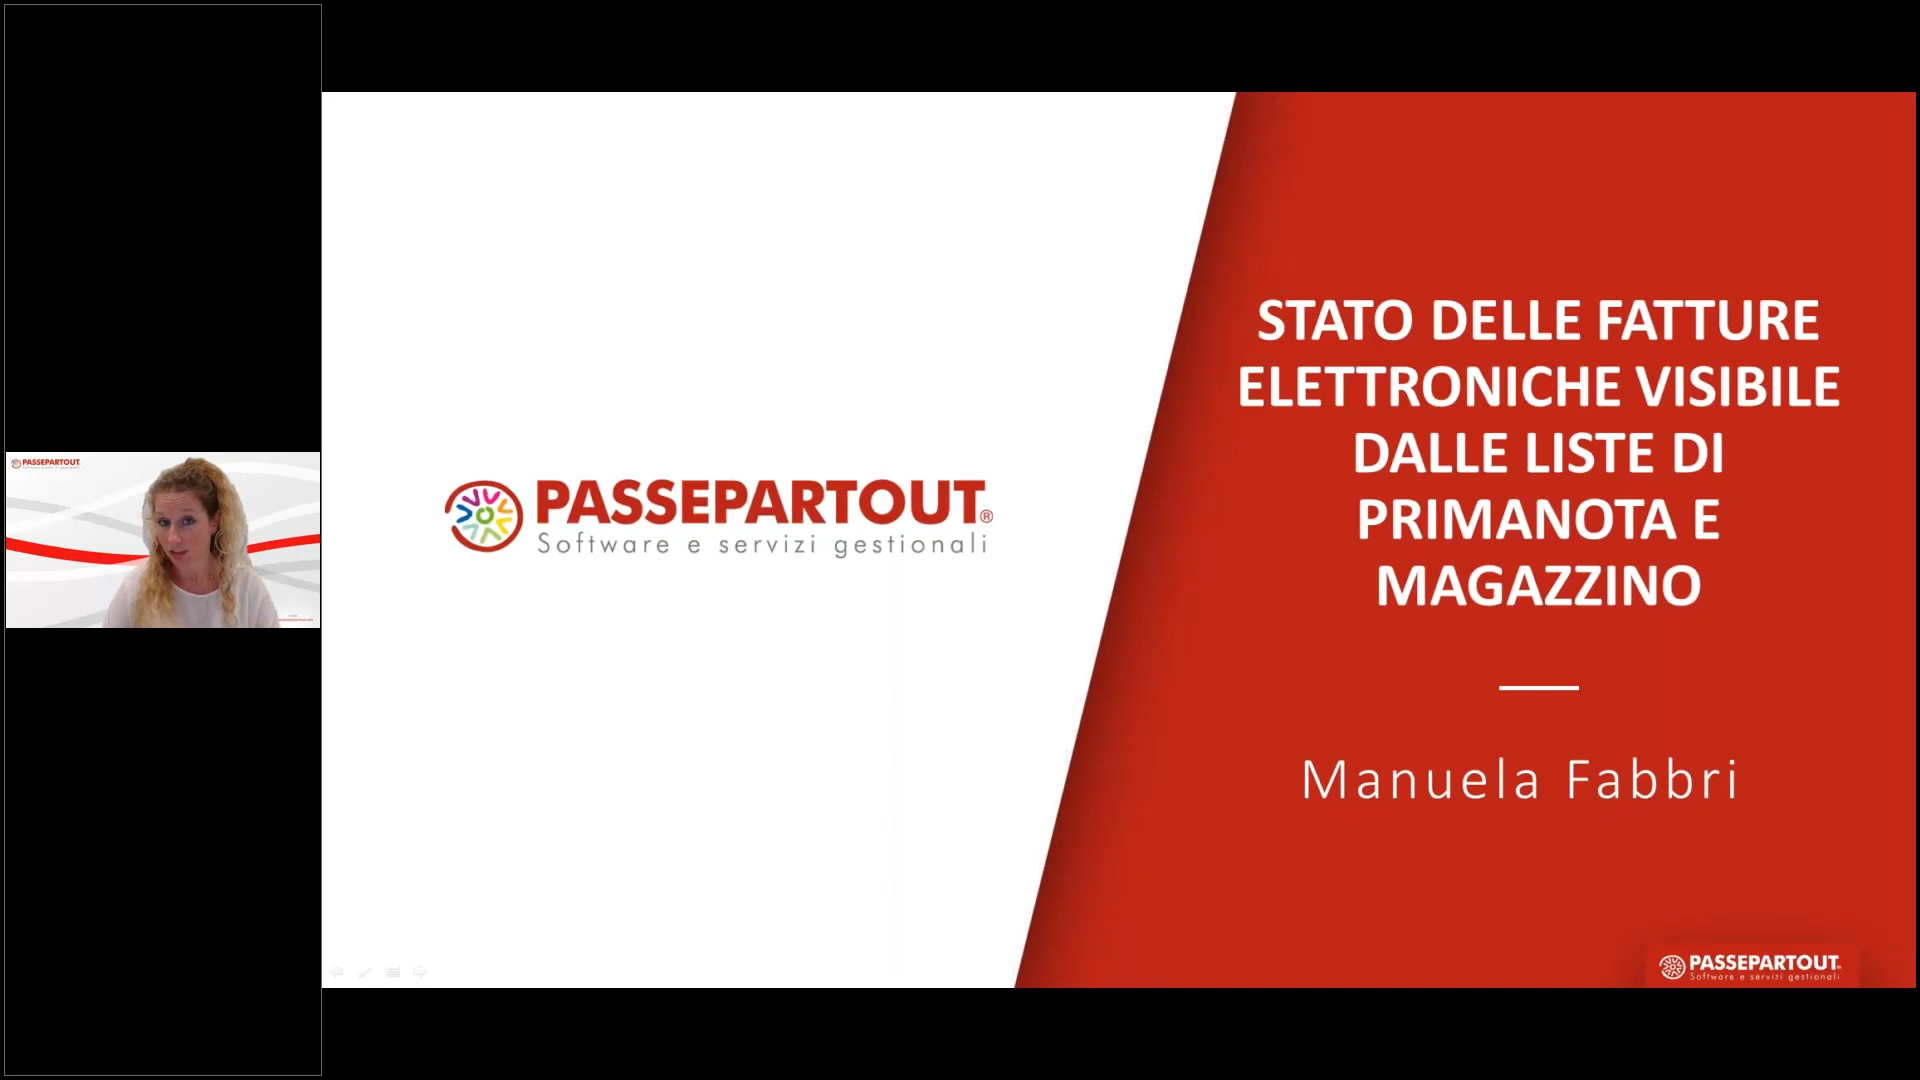 PASSEPARTOUT
PASSEPARTOUT®
Software e servizi gestionali
STATO DELLE FATTURE
ELETTRONICHE VISIBILE
DALLE LISTE DI
PRIMANOTA E
MAGAZZINO
Manuela Fabbri
PASSEPARTOUT
Software e servizi gestionali